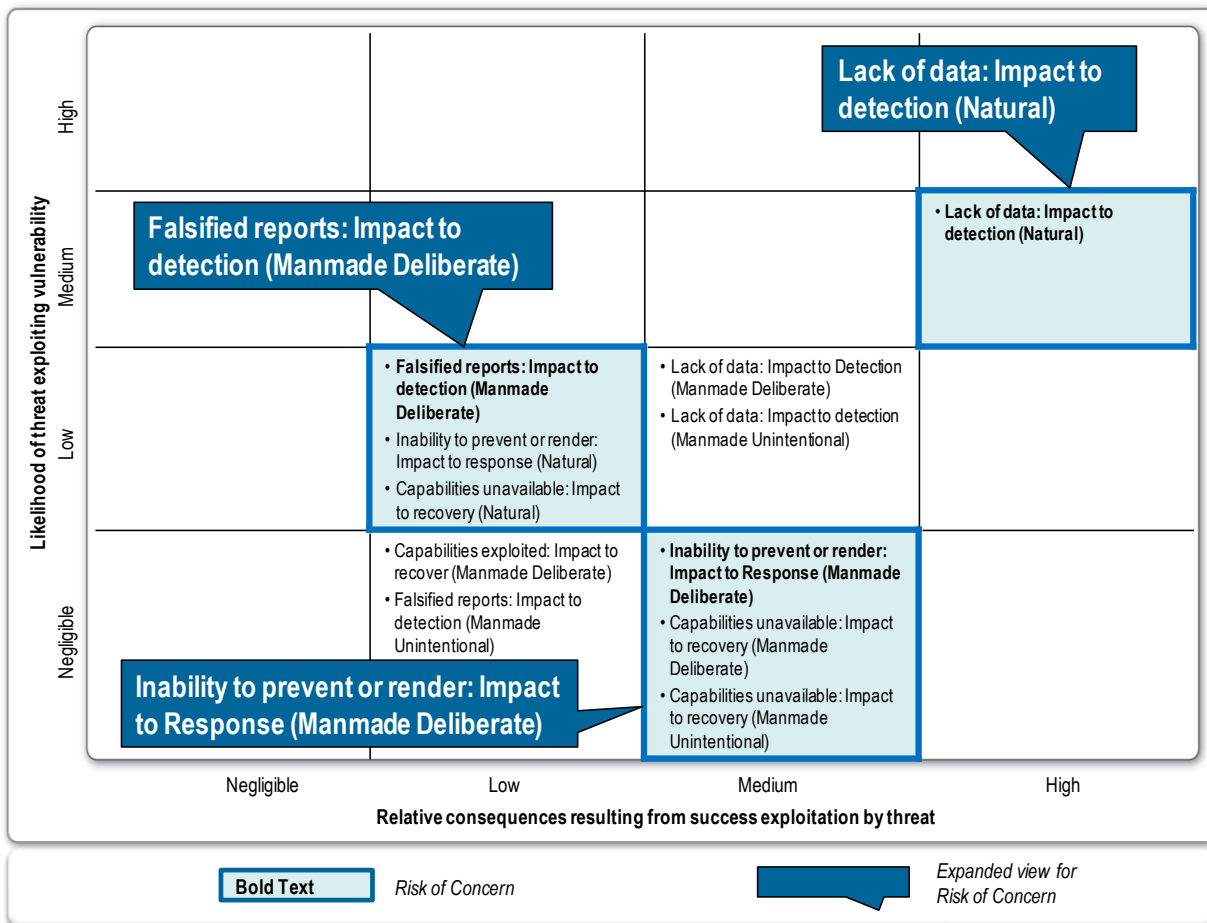 Lack of data: Impact to
detection (Natural)
High
Falsified reports: Impact to
detection (Manmade Deliberate)
• Lack of data: Impact to
detection (Natural)
Medium
Likelihood of threat exploiting vulnerability
• Falsified reports: Impact to
detection (Manmade
Deliberate)
• Inability to prevent or render:
Impact to response (Natural)
• Capabilities unavailable: Impact
to recovery (Natural)
• Lack of data: Impact to Detection
(Manmade Deliberate)
• Lack of data: Impact to detection
(Manmade Unintentional)
Low
• Capabilities exploited: Impact to
recover (Manmade Deliberate)
• Falsified reports: Impact to
detection (Manmade
Unintentional)
• Inability to prevent or render:
Impact to Response (Manmade
Deliberate)
• Capabilities unavailable: Impact
to recovery (Manmade
Deliberate)
• Capabilities unavailable: Impact
to recovery (Manmade
Unintentional)
Negligible
Inability to prevent or render: Impact
to Response (Manmade Deliberate)
Negligible
Low
Medium
High
Relative consequences resulting from success exploitation by threat
Bold Text
Risk of Concern
Expanded view for
Risk of Concern